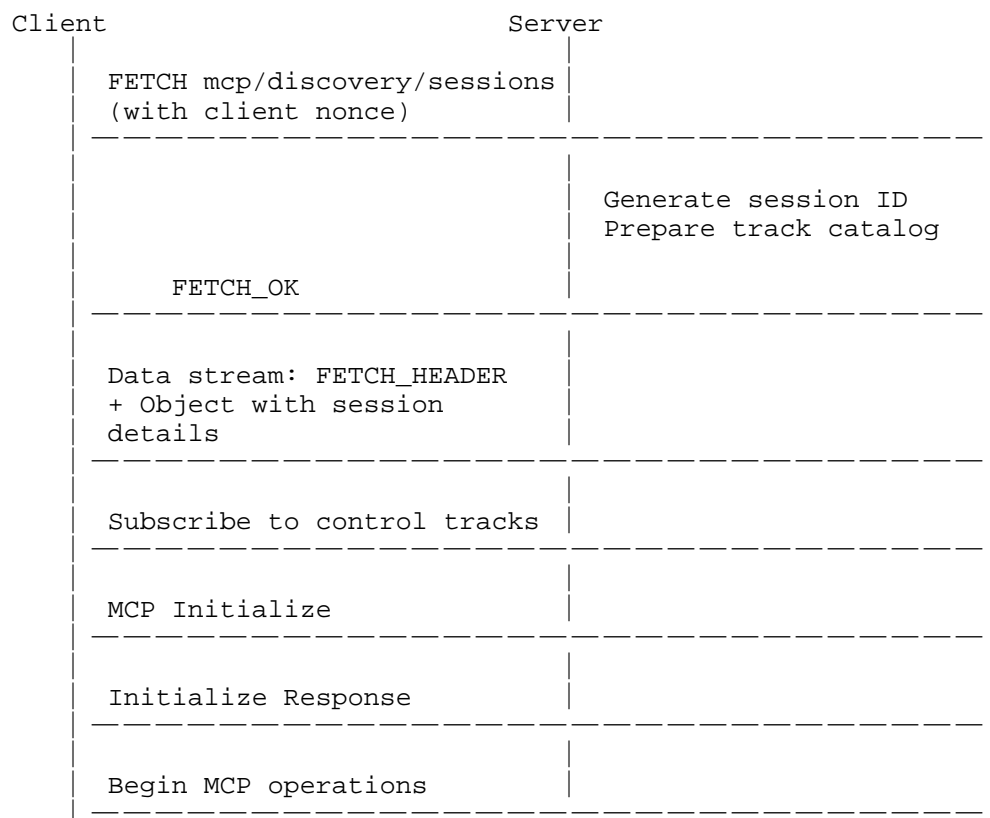 Client Server
FETCH mcp/discovery/sessions
(with client nonce)
Generate session ID
Prepare track catalog
FETCH_OK
Data stream: FETCH_HEADER
+ Object with session
details
Subscribe to control tracks
MCP Initialize
Initialize Response
Begin MCP operations